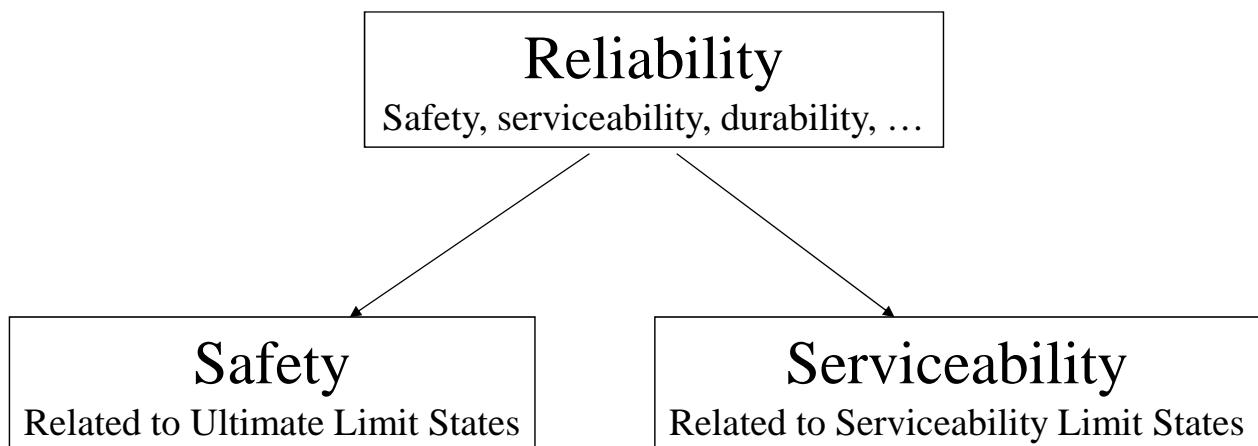 Reliability
Safety, serviceability, durability, …
Safety
Related to Ultimate Limit States
Serviceability
Related to Serviceability Limit States